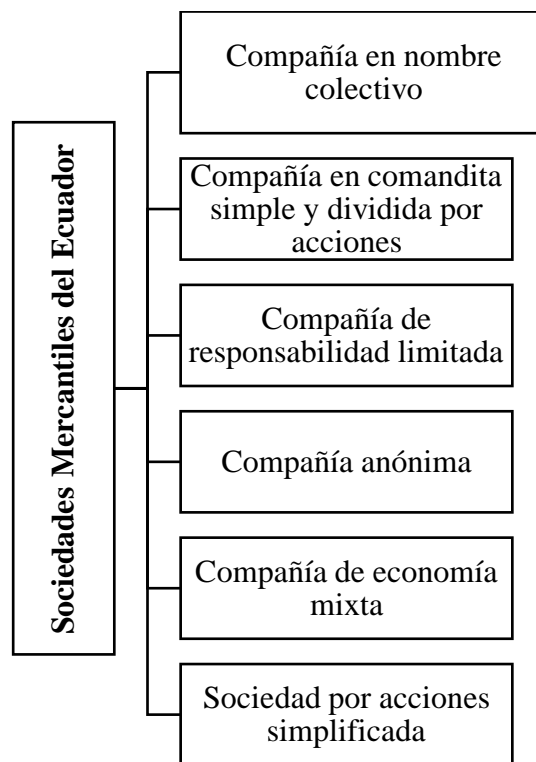 Sociedades Mercantiles del Ecuador
Compañía en nombre
colectivo
Compañía en comandita
simple y dividida por
acciones
Compañía de
responsabilidad limitada
Compañía anónima
Compañía de economía
mixta
Sociedad por acciones
simplificada